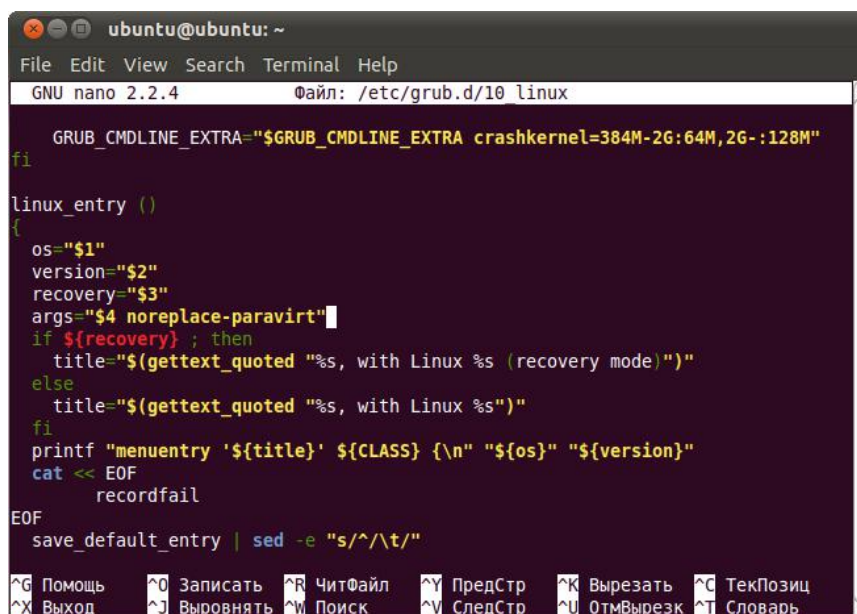 ubuntu@ubuntu: ~
File Edit View Search Terminal Help
GNU nano 2.2.4 Файл: /etc/grub.d/10_linux
GRUB_CMDLINE_EXTRA="$GRUB_CMDLINE_EXTRA crashkernel=384M-2G:64M,2G-:128M"
fi
linux_entry ()
{
os="$1"
version="$2"
recovery="$3"
args="$4 noreplace-paravirt"
if ${recovery} ; then
title="$(gettext_quoted "%s, with Linux %s (recovery mode)")"
else
title="$(gettext_quoted "%s, with Linux %s")"
fi
printf "menuentry '${title}' ${CLASS} {\n" "${os}" "${version}"
cat << EOF
recordfail
EOF
save_default_entry | sed -e "s/^/\t/"
^G Помощь ^O Записать ^R ЧитФайл ^Y ПредСтр ^K Вырезать ^C ТекПозиц
^X Выход ^J Выровнять ^W Поиск ^V СледСтр ^U ОтмВырезк ^T Словарь